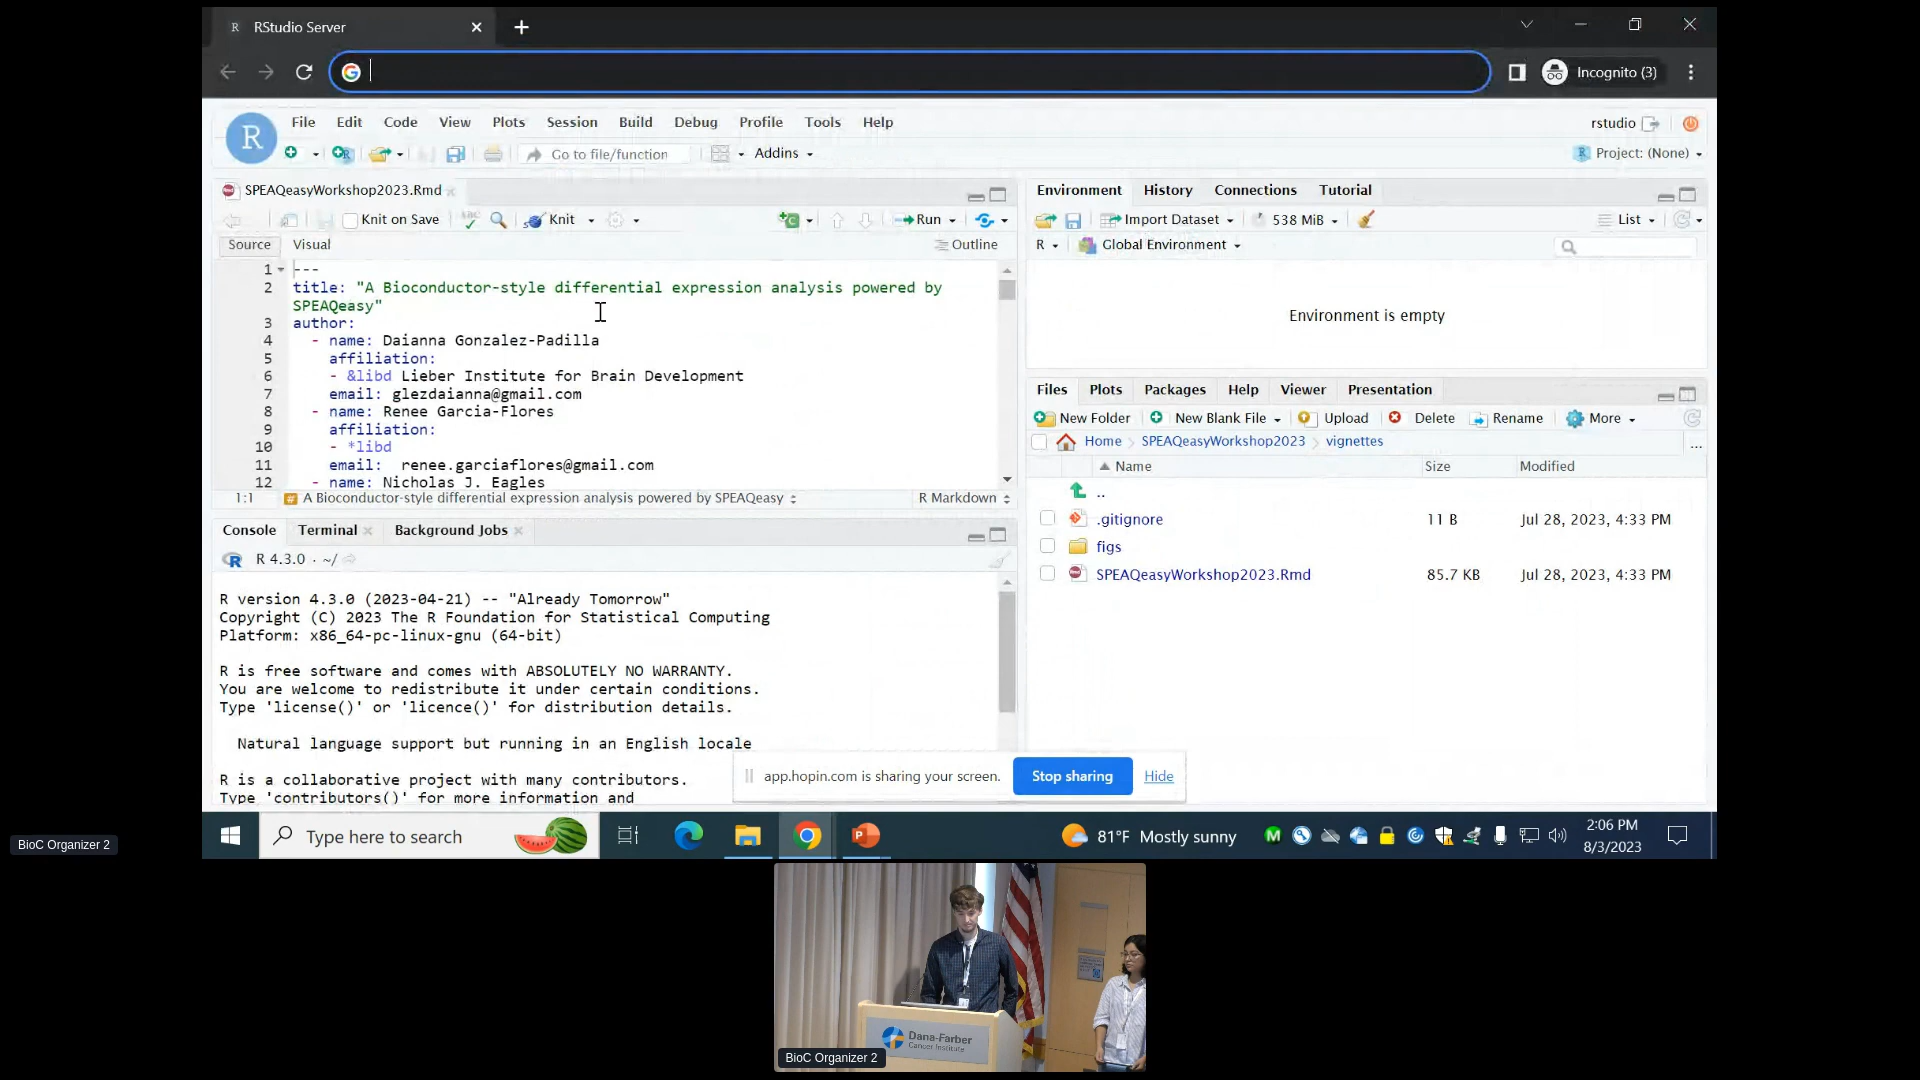 RStudio Server
Incognito (3)
File Edit Code View Plots Session Build Debug Profile Tools Help
rstudio
Go to file/function
Addins
Project: (None)
SPEAQeasyWorkshop2023.Rmd
Knit on Save
Knit
Run
Source
Visual
Outline
1 ---
2 title: "A Bioconductor-style differential expression analysis powered by
SPEAQeasy"
3 author:
4 - name: Daianna Gonzalez-Padilla
5 affiliation:
6 - &libd Lieber Institute for Brain Development
7 email: glezdaianna@gmail.com
8 - name: Renee Garcia-Flores
9 affiliation:
10 - *libd
11 email: renee.garciaflores@gmail.com
12 - name: Nicholas J. Eagles
1:1
A Bioconductor-style differential expression analysis powered by SPEAQeasy
R Markdown
Console
Terminal
Background Jobs
R 4.3.0 · ~/
R version 4.3.0 (2023-04-21) -- "Already Tomorrow"
Copyright (C) 2023 The R Foundation for Statistical Computing
Platform: x86_64-pc-linux-gnu (64-bit)
R is free software and comes with ABSOLUTELY NO WARRANTY.
You are welcome to redistribute it under certain conditions.
Type 'license()' or 'licence()' for distribution details.
Natural language support but running in an English locale
R is a collaborative project with many contributors.
Type 'contributors()' for more information and
Environment History Connections Tutorial
Import Dataset
538 MiB
List
R
Global Environment
Environment is empty
Files Plots Packages Help Viewer Presentation
New Folder
New Blank File
Upload
Delete
Rename
More
Home
SPEAQeasyWorkshop2023
vignettes
...
Name Size Modified
..
.gitignore 11 B Jul 28, 2023, 4:33 PM
figs
SPEAQeasyWorkshop2023.Rmd 85.7 KB Jul 28, 2023, 4:33 PM
app.hopin.com is sharing your screen.
Stop sharing
Hide
Type here to search
81°F Mostly sunny
2:06 PM
8/3/2023
BioC Organizer 2
Dana-Farber
Cancer Institute
BioC Organizer 2